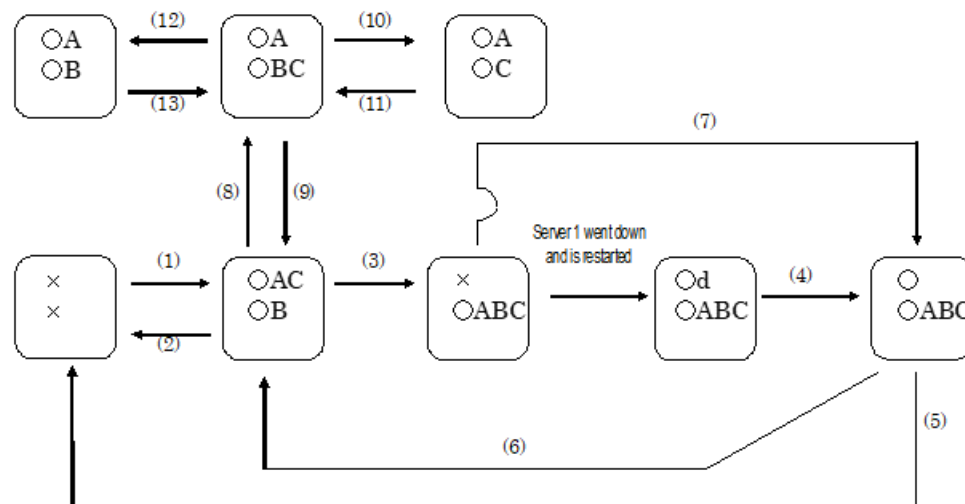 (12)
(10)
A
B
A
BC
A
C
(13)
(11)
(7)
(8)
(9)
Server 1 went down
and is restarted
(1)
(3)
(4)
×
×
AC
B
×
ABC
d
ABC
ABC
(2)
(6)
(5)